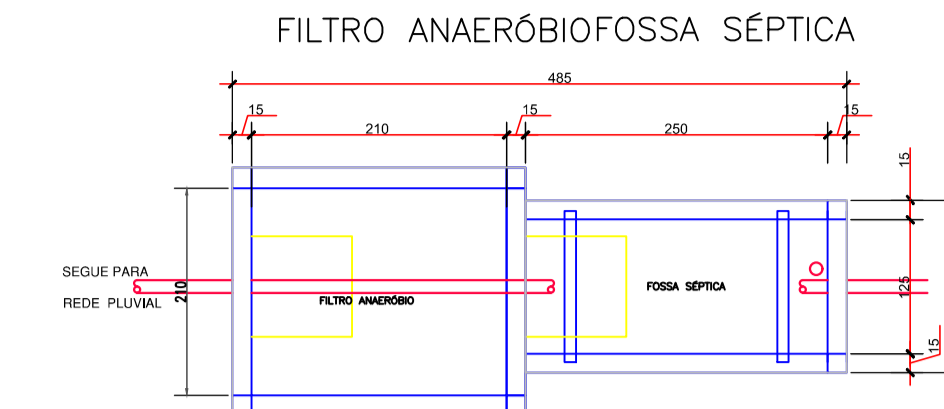 FILTRO ANAERÓBIOFOSSA SÉPTICA
485
15 15 15
210 250
15
SEGUE PARA
REDE PLUVIAL
210
FILTRO ANAERÓBIO
FOSSA SÉPTICA
125
15